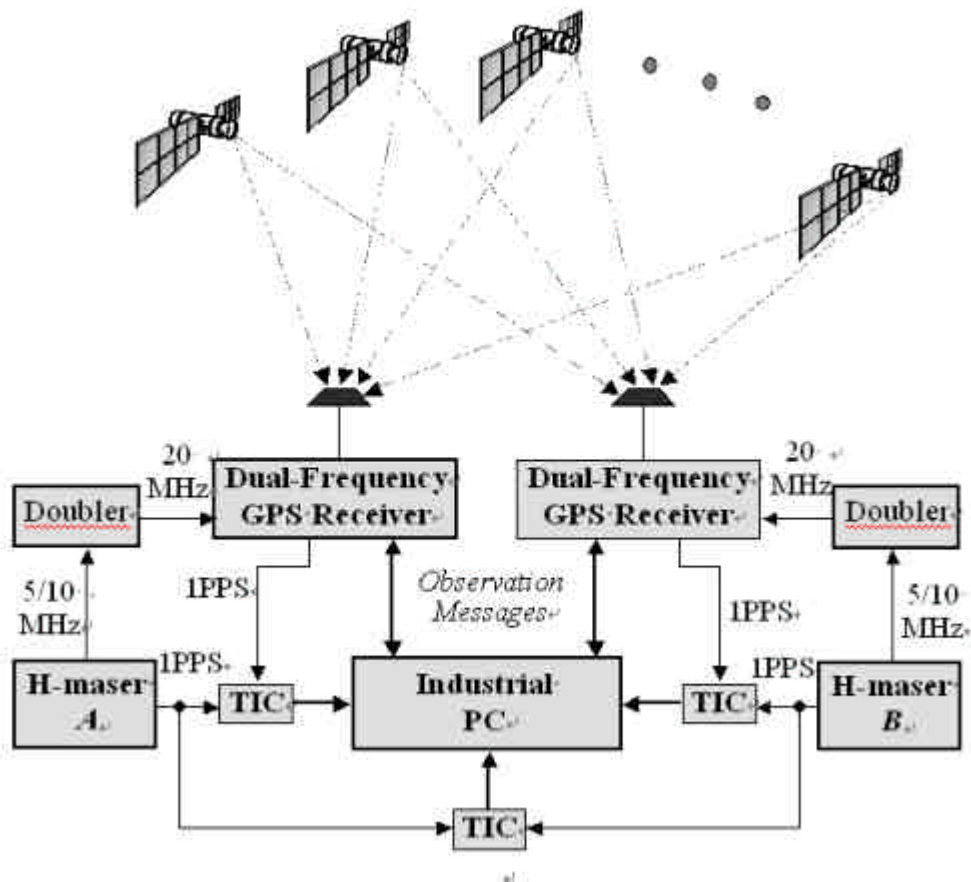 20
MHz
Dual-Frequency
GPS Receiver
Dual-Frequency
GPS Receiver
20
MHz
Doubler
Doubler
1PPS
Observation
Messages
1PPS
5/10
MHz
5/10
MHz
1PPS
1PPS
H-maser
A
TIC
Industrial
PC
TIC
H-maser
B
TIC